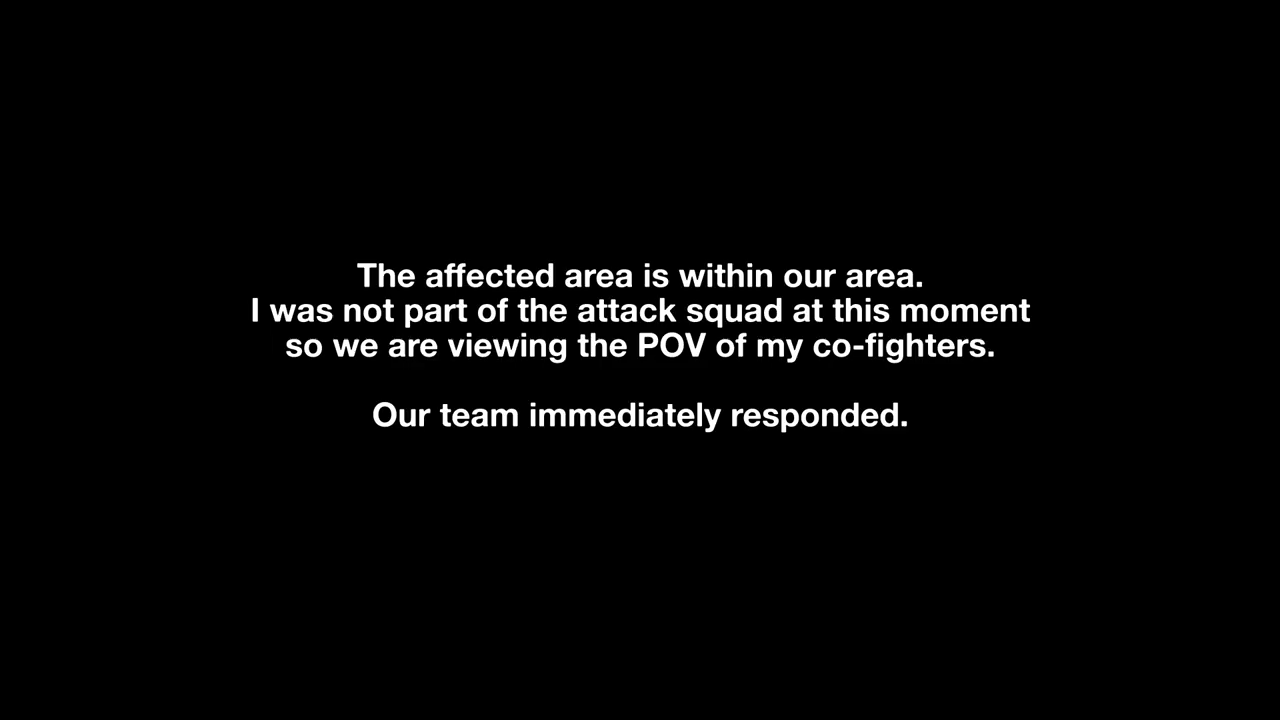 The affected area is within our area.
I was not part of the attack squad at this moment
so we are viewing the POV of my co-fighters.
Our team immediately responded.